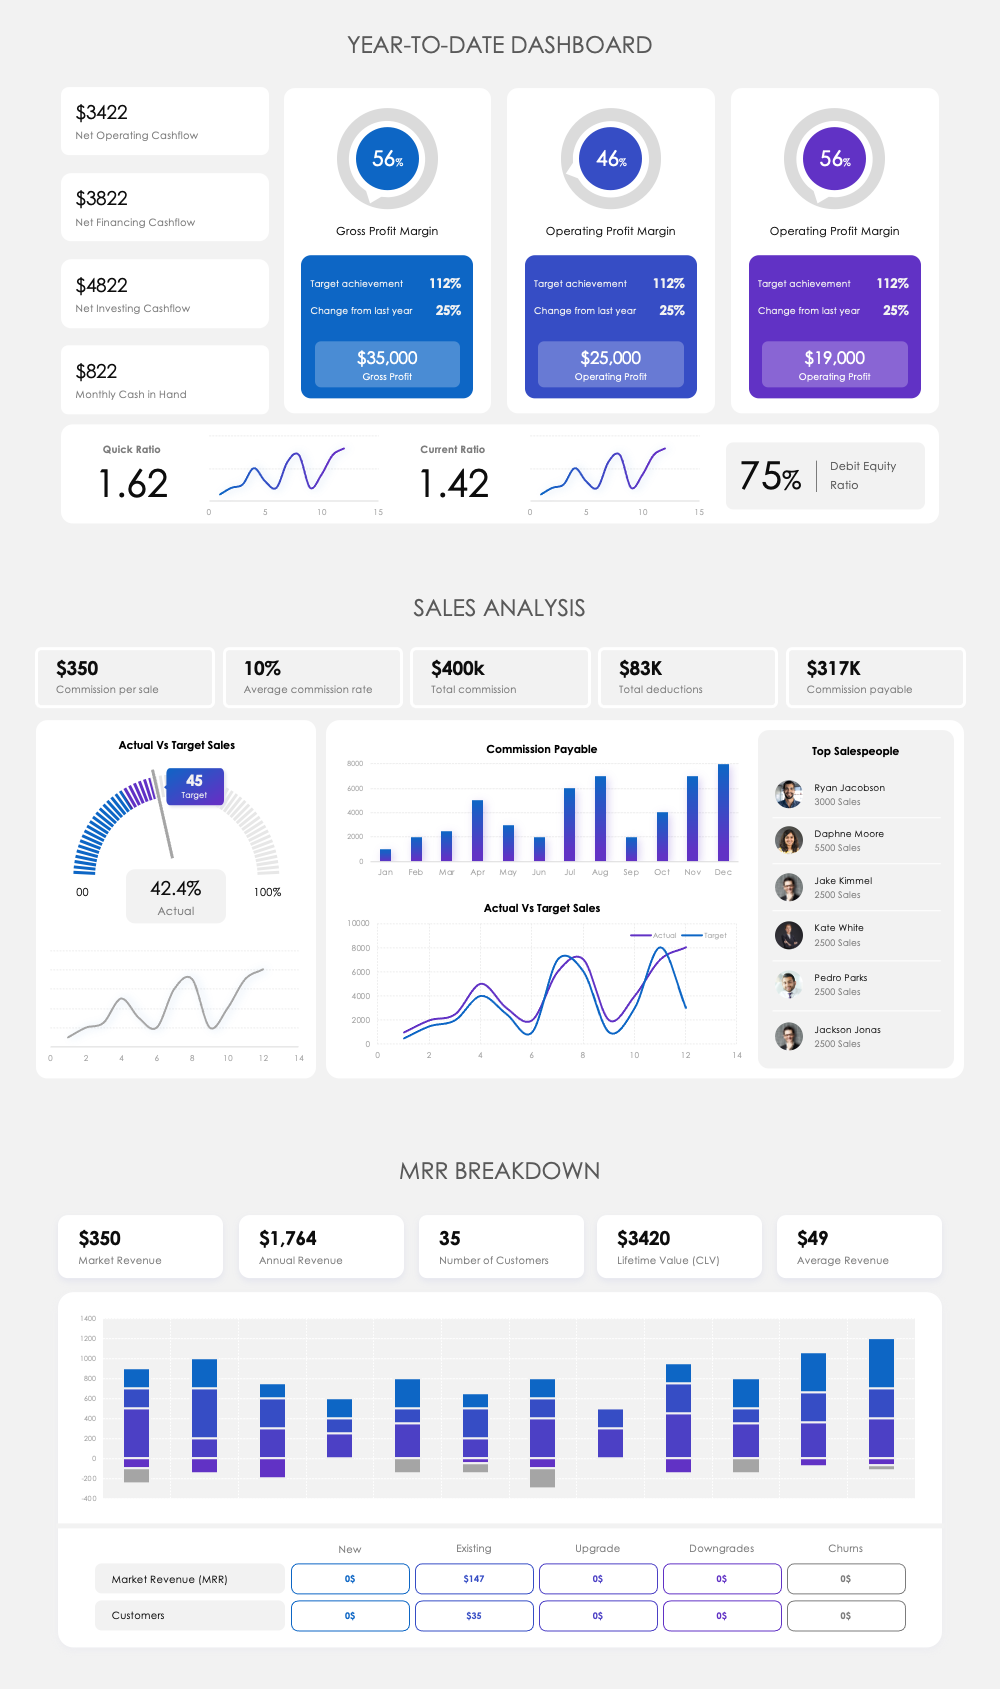 YEAR-TO-DATE DASHBOARD
$3422
Net Operating Cashflow
$3822
Net Financing Cashflow
$4822
Net Investing Cashflow
$822
Monthly Cash in Hand
56%
Gross Profit Margin
Target achievement 112%
Change from last year 25%
$35,000
Gross Profit
46%
Operating Profit Margin
Target achievement 112%
Change from last year 25%
$25,000
Operating Profit
56%
Operating Profit Margin
Target achievement 112%
Change from last year 25%
$19,000
Operating Profit
Quick Ratio
1.62
0 5 10 15
Current Ratio
1.42
0 5 10 15
75%
Debit Equity
Ratio
SALES ANALYSIS
$350
Commission per sale
10%
Average commission rate
$400k
Total commission
$83K
Total deductions
$317K
Commission payable
Actual Vs Target Sales
45
Target
00
100%
42.4%
Actual
0 2 4 6 8 10 12 14
Commission Payable
8000
6000
4000
2000
0
Jan Feb Mar Apr May Jun Jul Aug Sep Oct Nov Dec
Actual Vs Target Sales
Actual Target
10000
8000
6000
4000
2000
0
0 2 4 6 8 10 12 14
Top Salespeople
Ryan Jacobson
3000 Sales
Daphne Moore
5500 Sales
Jake Kimmel
2500 Sales
Kate White
2500 Sales
Pedro Parks
2500 Sales
Jackson Jonas
2500 Sales
MRR BREAKDOWN
$350
Market Revenue
$1,764
Annual Revenue
35
Number of Customers
$3420
Lifetime Value (CLV)
$49
Average Revenue
1400
1200
1000
800
600
400
200
0
-200
-400
New Existing Upgrade Downgrades Churns
Market Revenue (MRR) 0$ $147 0$ 0$ 0$
Customers 0$ $35 0$ 0$ 0$